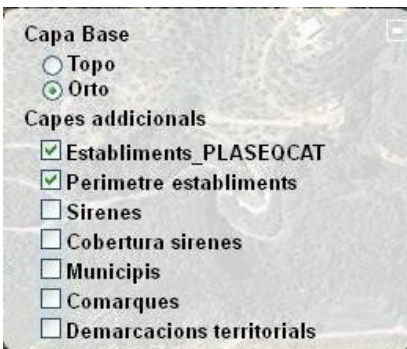 Capa Base
Topo
Orto
Capes addicionals
Establiments_PLASEQCAT
Perimetre establiments
Sirenes
Cobertura sirenes
Municipis
Comarques
Demarcacions territorials